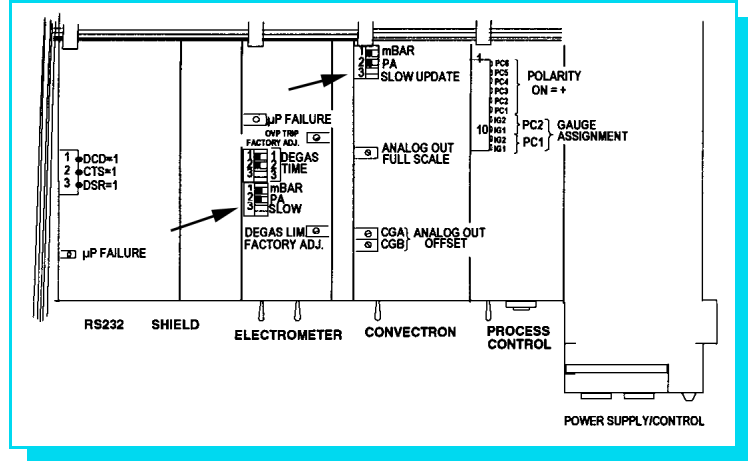 1 mBAR
2 PA
3 SLOW UPDATE
1 PC6
PC5
PC4
PC3
PC2
PC1
IG2
10 IG1
IG2
IG1
POLARITY
ON = +
PC2
PC1
GAUGE
ASSIGNMENT
µP FAILURE
OVP TRIP
FACTORY ADJ.
1 1 DEGAS
2 2 TIME
3 3
1 mBAR
2 PA
3 SLOW
DEGAS LIM.
FACTORY ADJ.
ANALOG OUT
FULL SCALE
CGA
CGB
ANALOG OUT
OFFSET
1 DCD=1
2 CTS=1
3 DSR=1
µP FAILURE
RS232
SHIELD
ELECTROMETER
CONVECTRON
PROCESS
CONTROL
POWER SUPPLY/CONTROL